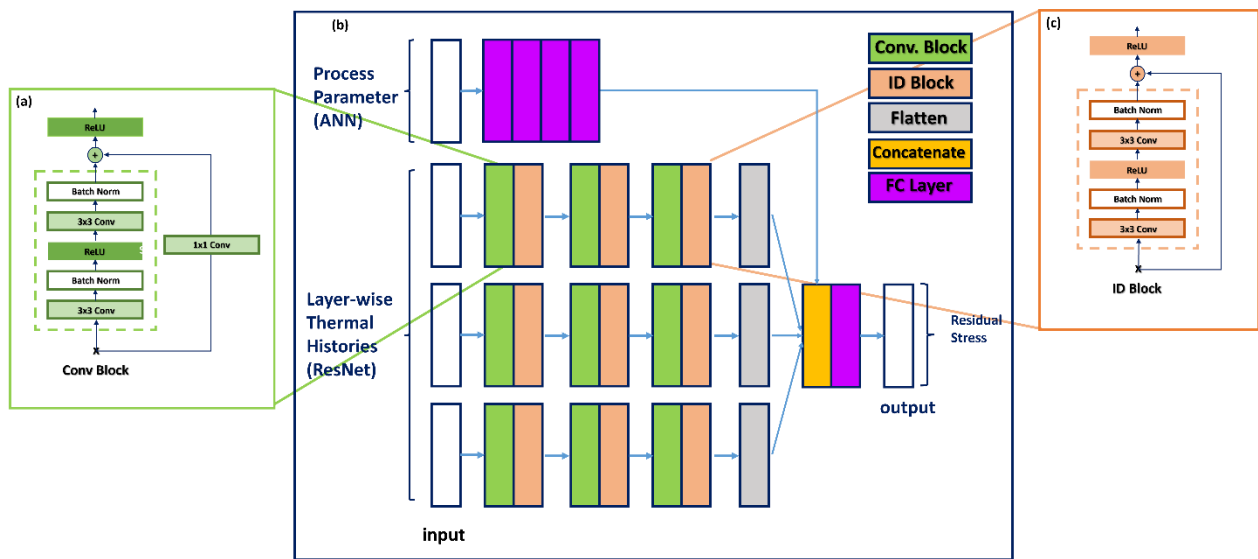 (a)
ReLU
+
Batch Norm
3x3 Conv
ReLU
1x1 Conv
Batch Norm
3x3 Conv
x
Conv Block
(b)
Process
Parameter
(ANN)
Layer-wise
Thermal
Histories
(ResNet)
input
Conv. Block
ID Block
Flatten
Concatenate
FC Layer
Residual
Stress
output
(c)
ReLU
+
Batch Norm
3x3 Conv
ReLU
Batch Norm
3x3 Conv
x
ID Block